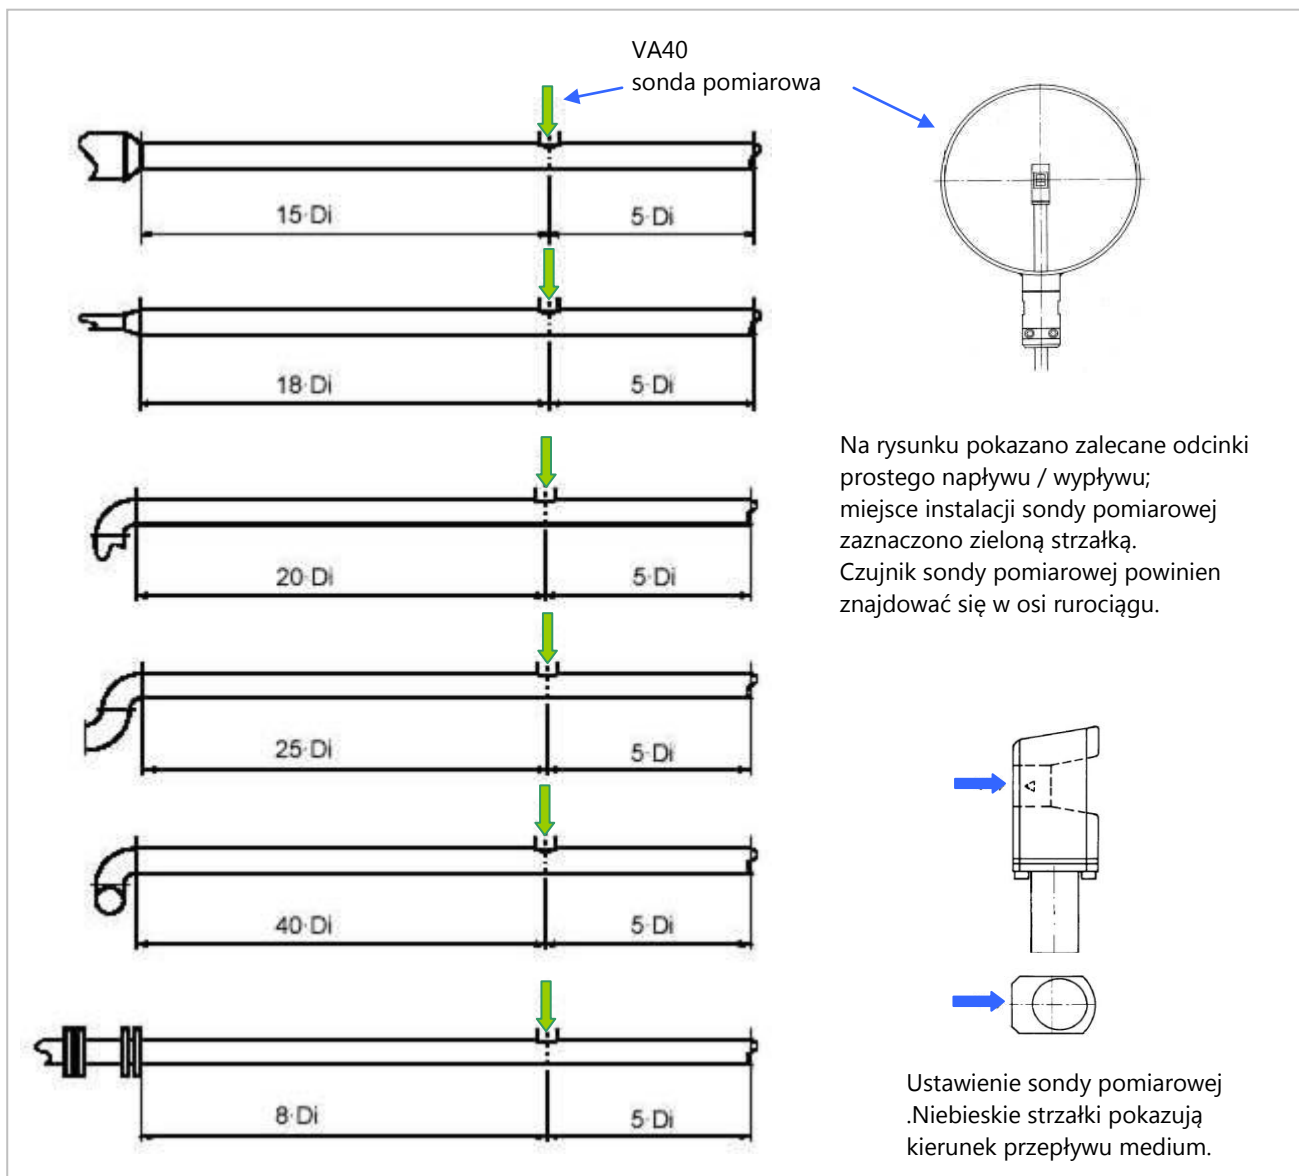 VA40
sonda pomiarowa
15·Di
5·Di
18·Di
5·Di
20·Di
5·Di
25·Di
5·Di
40·Di
5·Di
8·Di
5·Di
Na rysunku pokazano zalecane odcinki
prostego napływu / wypływu;
miejsce instalacji sondy pomiarowej
zaznaczono zieloną strzałką.
Czujnik sondy pomiarowej powinien
znajdować się w osi rurociągu.
Ustawienie sondy pomiarowej
.Niebieskie strzałki pokazują
kierunek przepływu medium.